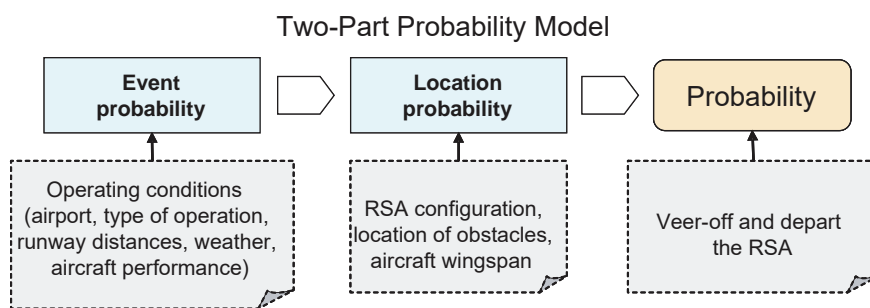 Two-Part Probability Model
Event
probability
Location
probability
Probability
Operating conditions
(airport, type of operation,
runway distances, weather,
aircraft performance)
RSA configuration,
location of obstacles,
aircraft wingspan
Veer-off and depart
the RSA